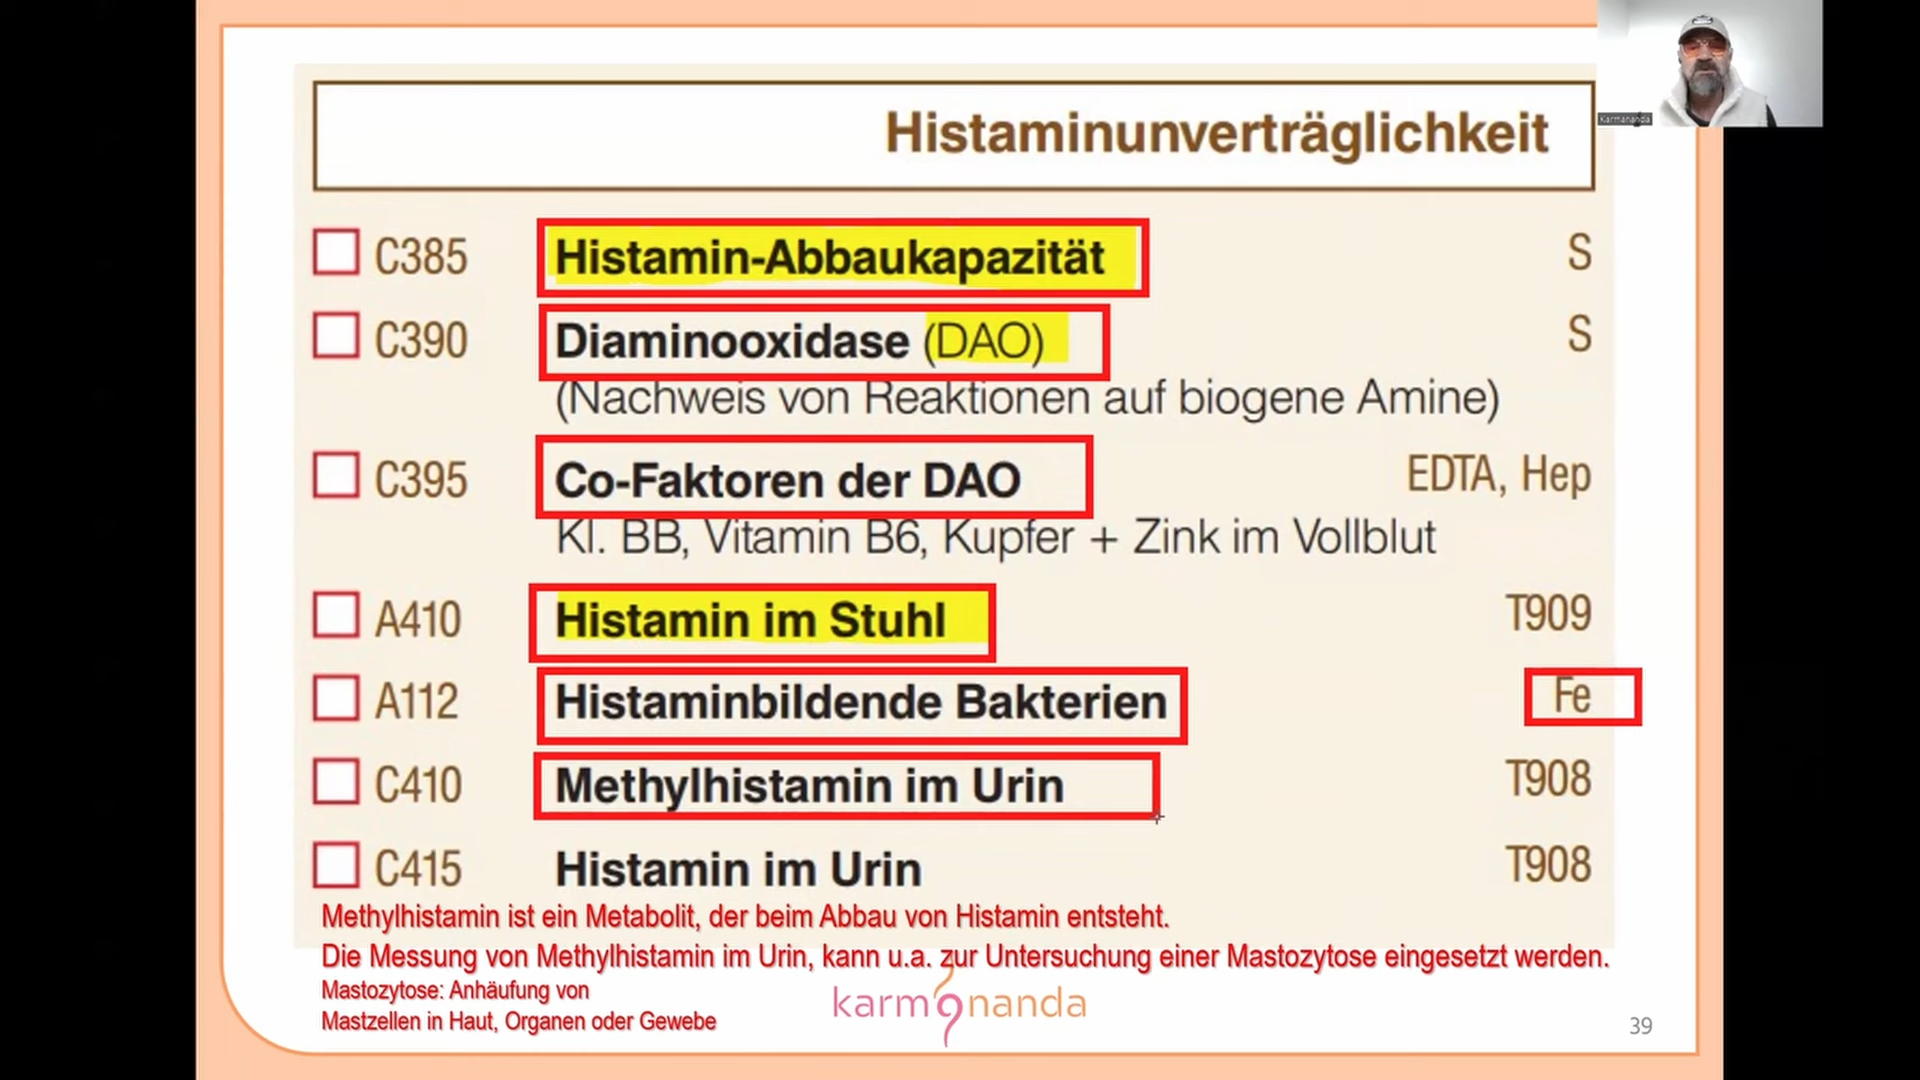 Karmananda
Histaminunverträglichkeit
C385 Histamin-Abbaukapazität S
C390 Diaminooxidase (DAO) S
(Nachweis von Reaktionen auf biogene Amine)
C395 Co-Faktoren der DAO EDTA, Hep
Kl. BB, Vitamin B6, Kupfer + Zink im Vollblut
A410 Histamin im Stuhl T909
A112 Histaminbildende Bakterien Fe
C410 Methylhistamin im Urin T908
C415 Histamin im Urin T908
Methylhistamin ist ein Metabolit, der beim Abbau von Histamin entsteht.
Die Messung von Methylhistamin im Urin, kann u.a. zur Untersuchung einer Mastozytose eingesetzt werden.
Mastozytose: Anhäufung von
Mastzellen in Haut, Organen oder Gewebe
karmananda
39